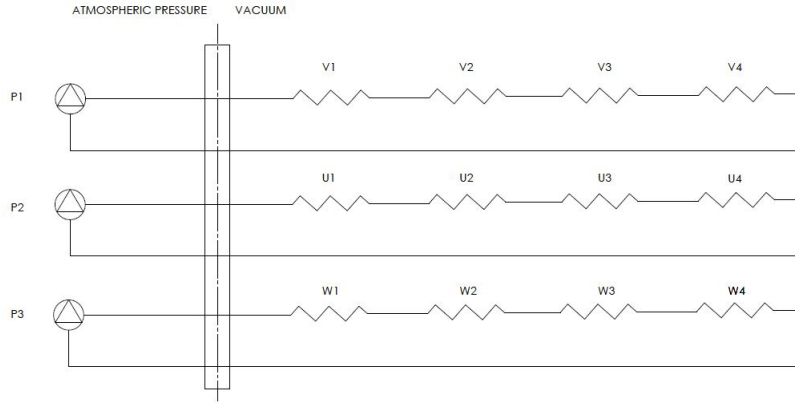 ATMOSPHERIC PRESSURE VACUUM
V1 V2 V3 V4
P1
U1 U2 U3 U4
P2
W1 W2 W3 W4
P3